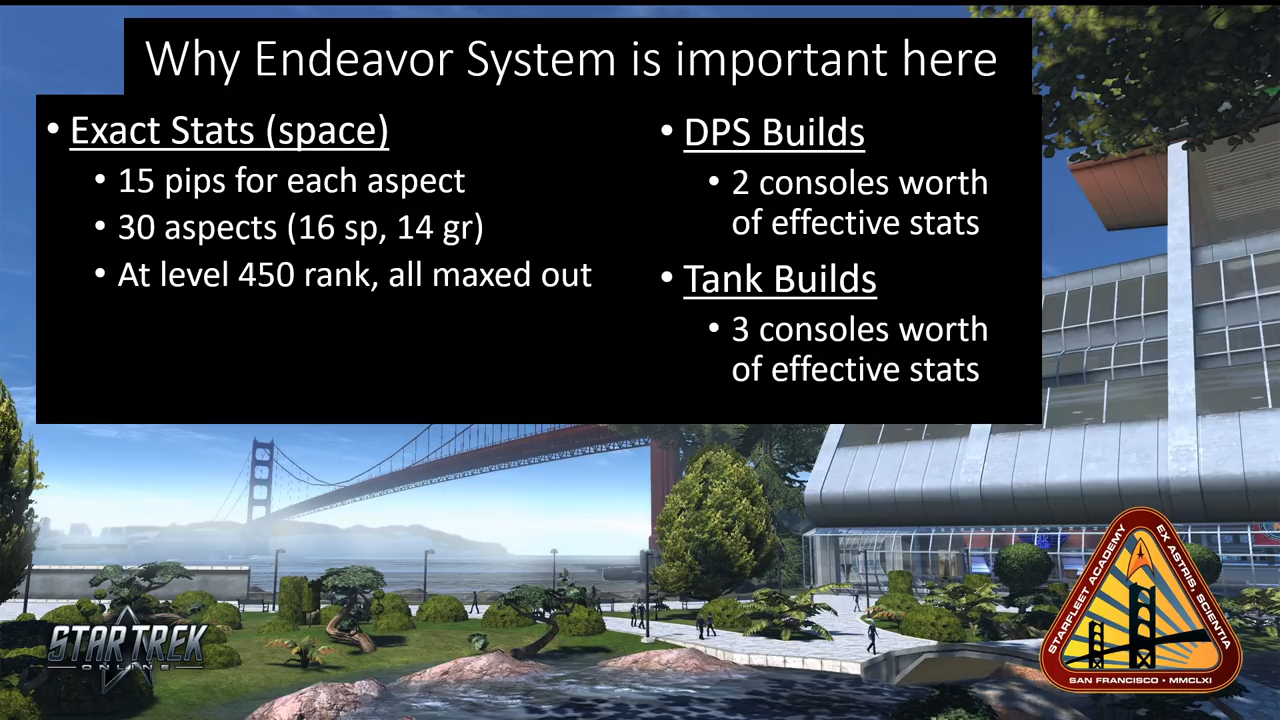 Why Endeavor System is important here
• Exact Stats (space)
• 15 pips for each aspect
• 30 aspects (16 sp, 14 gr)
• At level 450 rank, all maxed out
• DPS Builds
• 2 consoles worth
of effective stats
• Tank Builds
• 3 consoles worth
of effective stats
STAR TREK
ONLINE
STARFLEET ACADEMY
EX ASTRIS, SCIENTIA
SAN FRANCISCO • MMCLXI